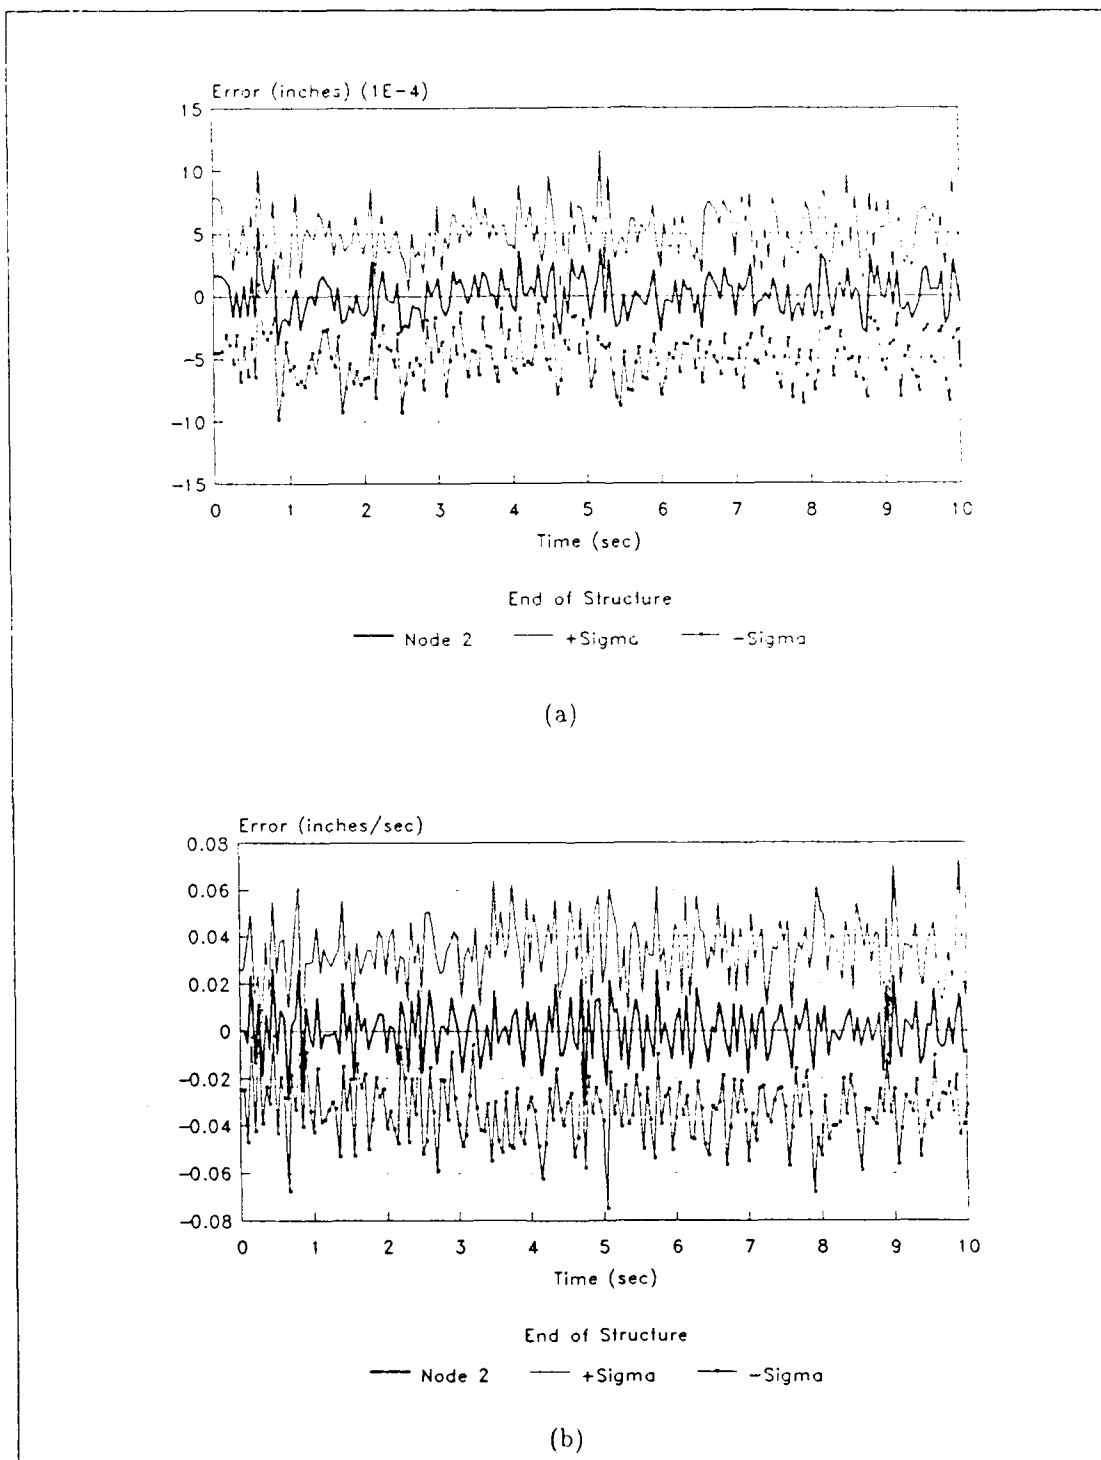 Error (inches) (1E-4)
15
10
5
0
-5
-10
-15
0 1 2 3 4 5 6 7 8 9 10
Time (sec)
End of Structure
Node 2 +Sigma -Sigma
(a)
Error (inches/sec)
0.03
0.06
0.04
0.02
0
-0.02
-0.04
-0.06
-0.08
0 1 2 3 4 5 6 7 8 9 10
Time (sec)
End of Structure
Node 2 +Sigma -Sigma
(b)